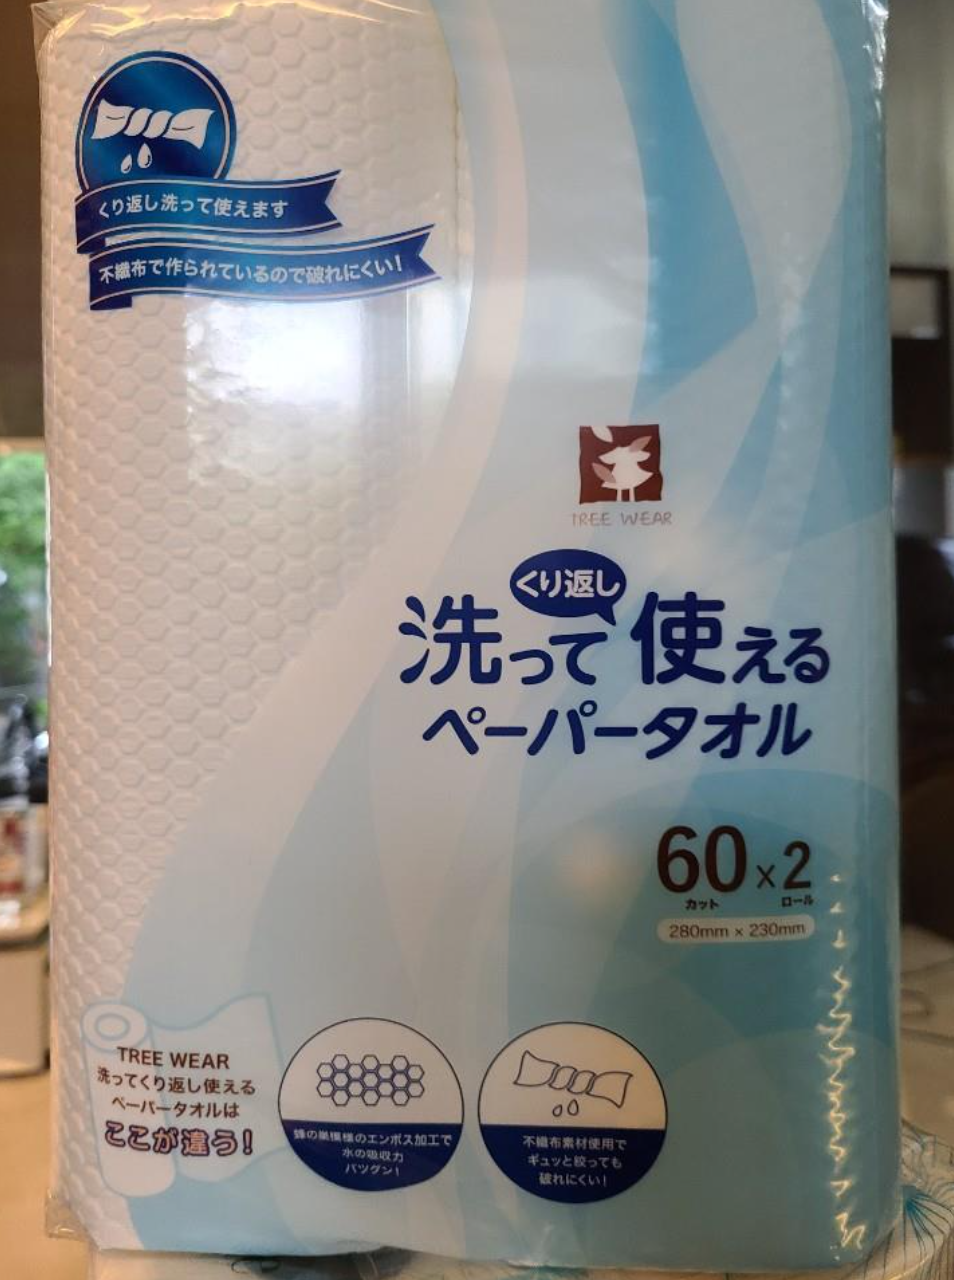 くり返し洗って使えます
不織布で作られているので破れにくい!
TREE WEAR
くり返し
洗って使える
ペーパータオル
60×2
カット ロール
280mm × 230mm
TREE WEAR
洗ってくり返し使える
ペーパータオルは
ここが違う!
蜂の巣模様のエンボス加工で
水の吸収力
バツグン!
不織布素材使用で
ギュッと絞っても
破れにくい!